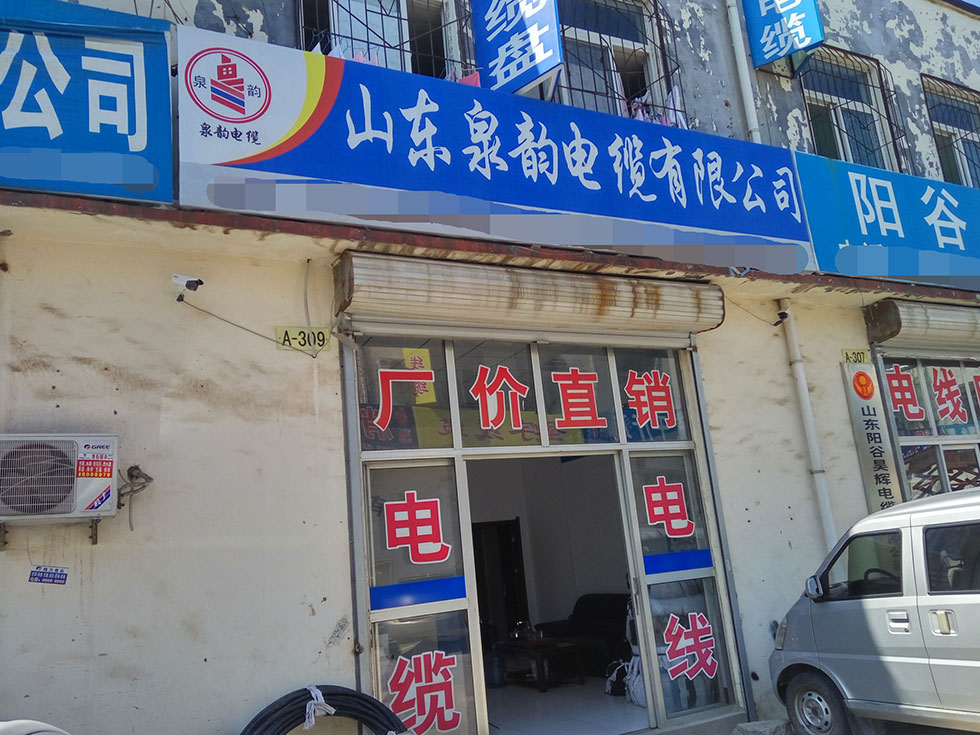 公司
缆盘
电缆
泉韵
泉韵电缆
山东泉韵电缆有限公司
阳谷
A-309
厂价直销
电缆
电线
A-307
山东阳谷昊辉电缆
电线
GREE